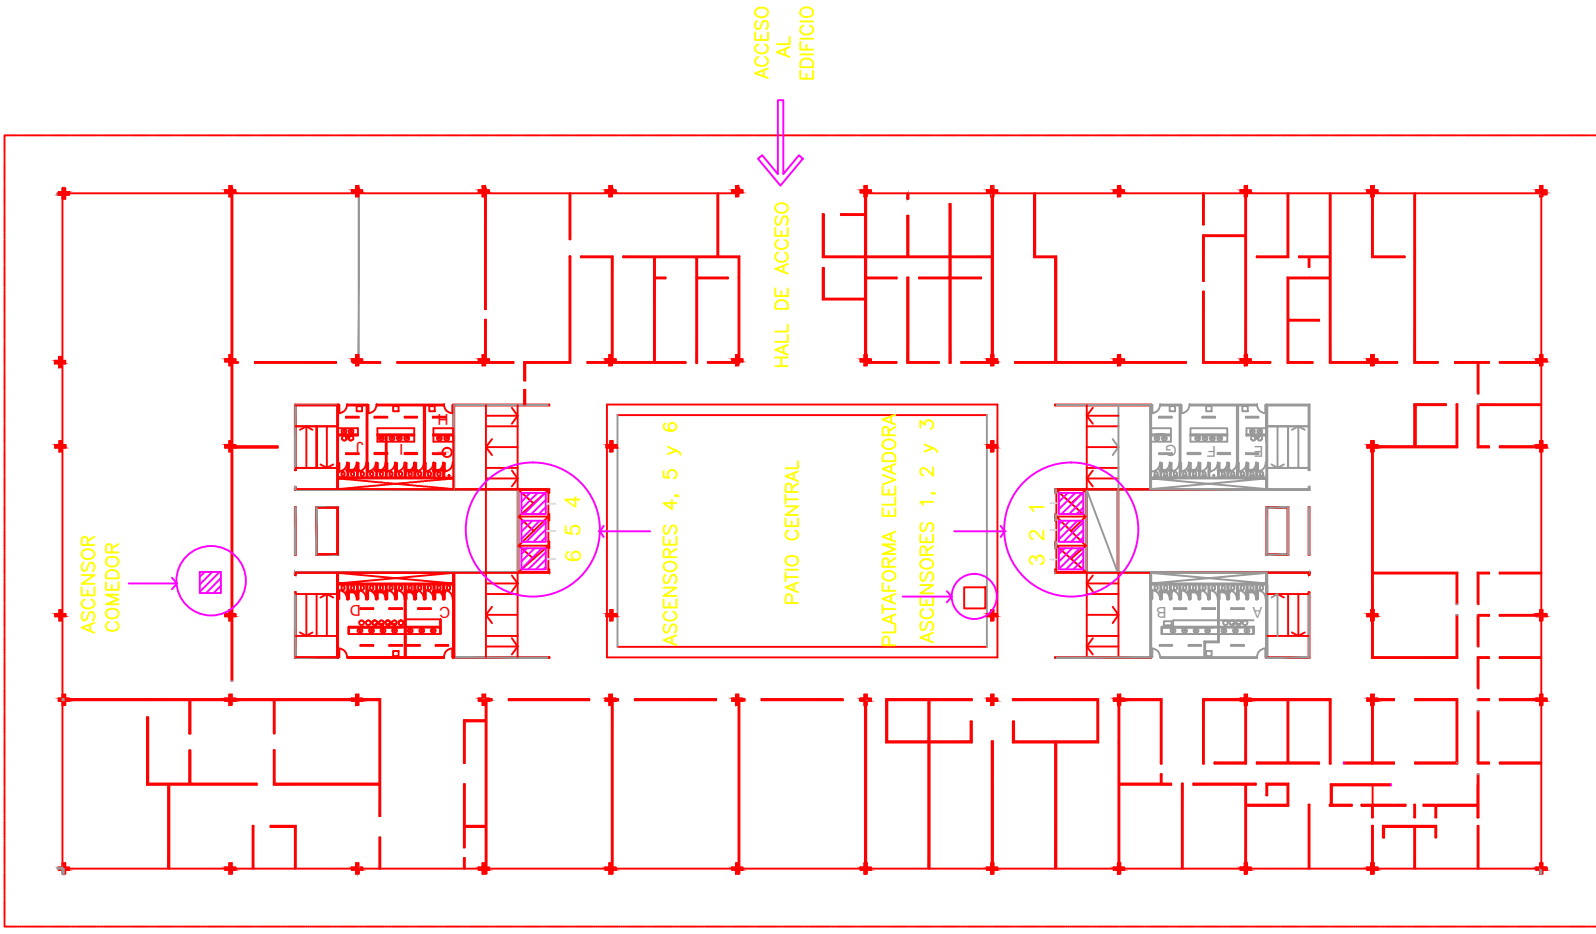 ACCESO
AL
EDIFICIO
HALL DE ACCESO
ASCENSORES 4, 5 y 6
PATIO CENTRAL
PLATAFORMA ELEVADORA
ASCENSORES 1, 2 y 3
ASCENSOR
COMEDOR
6 5 4
3 2 1
J
I
H
G
F
E
D
C
B
A